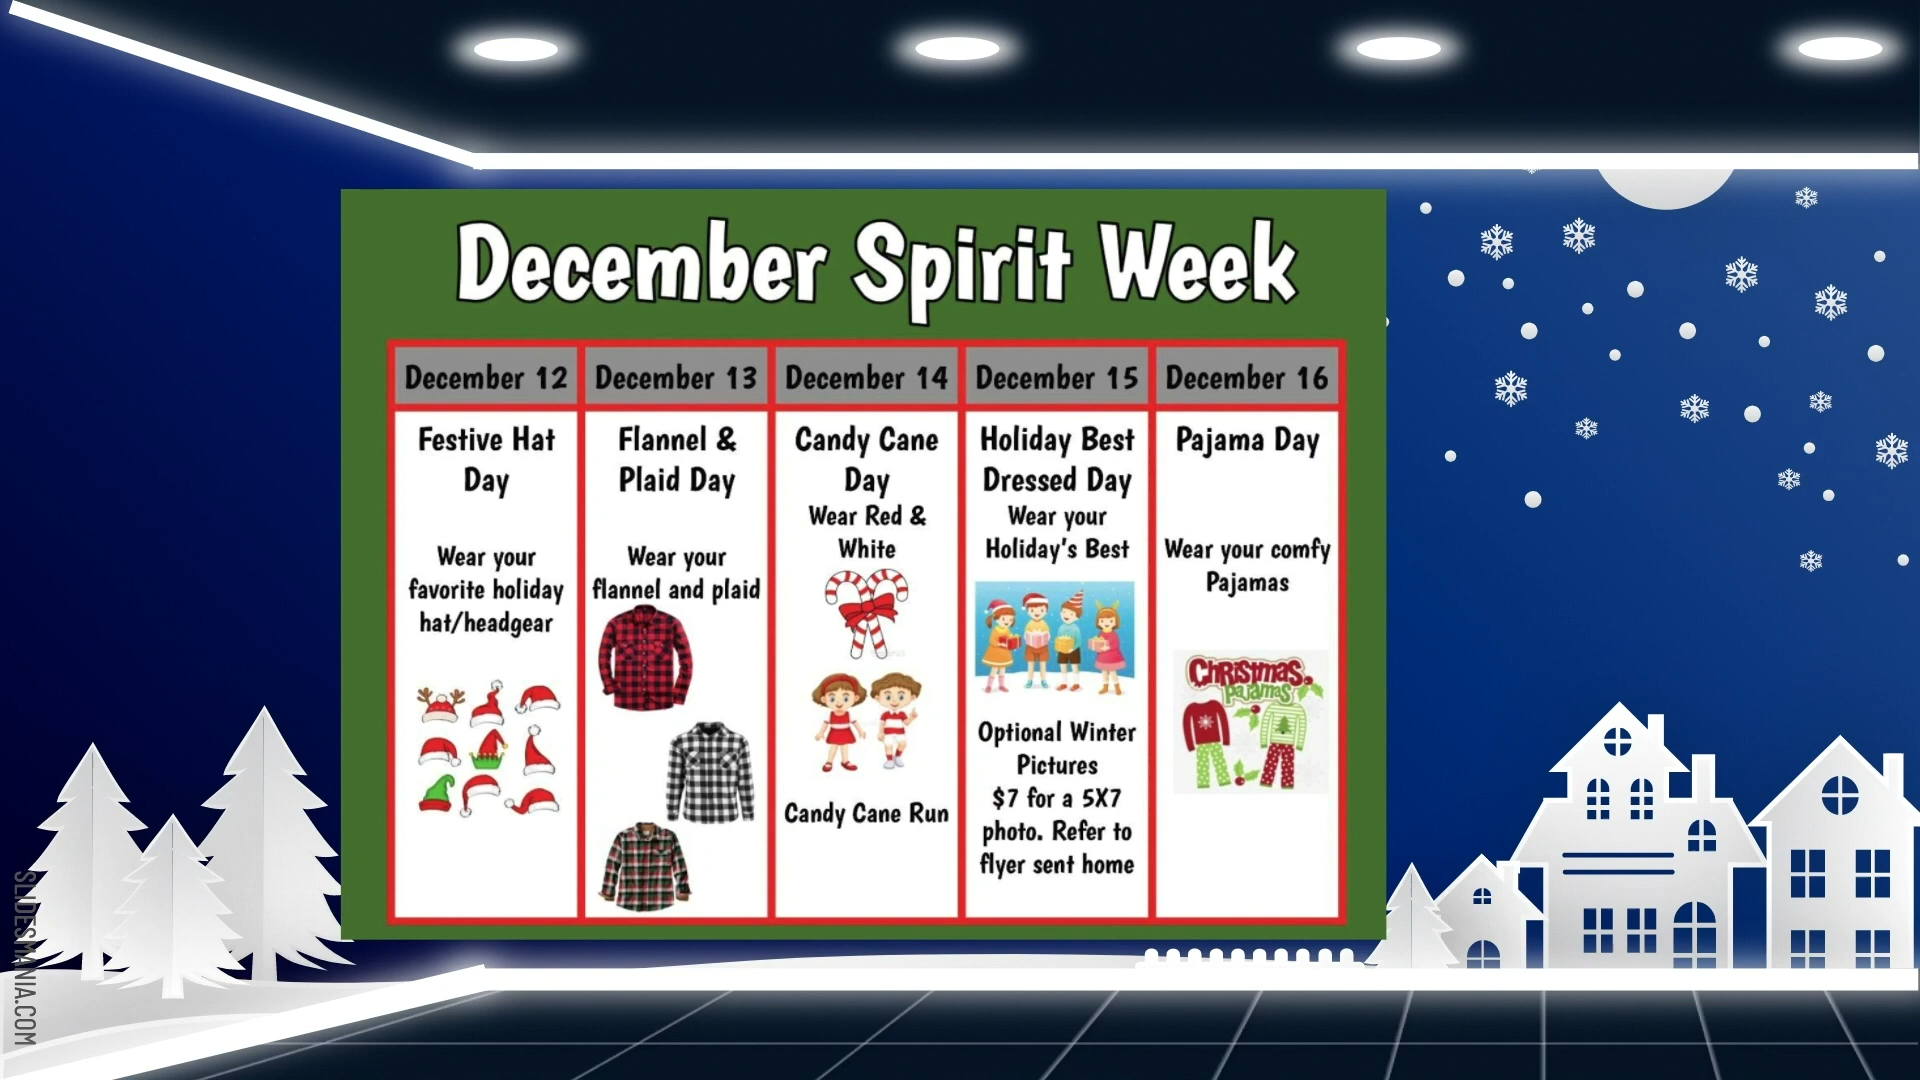 December Spirit Week
December 12
December 13
December 14
December 15
December 16
Festive Hat
Day
Wear your
favorite holiday
hat/headgear
Flannel &
Plaid Day
Wear your
flannel and plaid
Candy Cane
Day
Wear Red &
White
Candy Cane Run
Holiday Best
Dressed Day
Wear your
Holiday's Best
Optional Winter
Pictures
$7 for a 5X7
photo. Refer to
flyer sent home
Pajama Day
Wear your comfy
Pajamas
Christmas
pajamas
SLIDESMANIA.COM